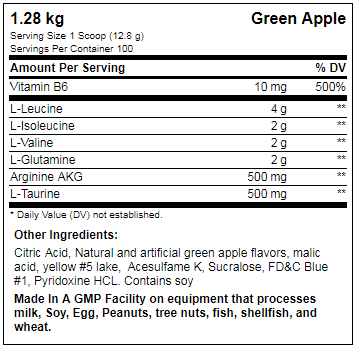 1.28 kg Green Apple
Serving Size 1 Scoop (12.8 g)
Servings Per Container 100
Amount Per Serving % DV
Vitamin B6 10 mg 500%
L-Leucine 4 g **
L-Isoleucine 2 g **
L-Valine 2 g **
L-Glutamine 2 g **
Arginine AKG 500 mg **
L-Taurine 500 mg **
* Daily Value (DV) not established.
Other Ingredients:
Citric Acid, Natural and artificial green apple flavors, malic
acid, yellow #5 lake, Acesulfame K, Sucralose, FD&C Blue
#1, Pyridoxine HCL. Contains soy
Made In A GMP Facility on equipment that processes
milk, Soy, Egg, Peanuts, tree nuts, fish, shellfish, and
wheat.